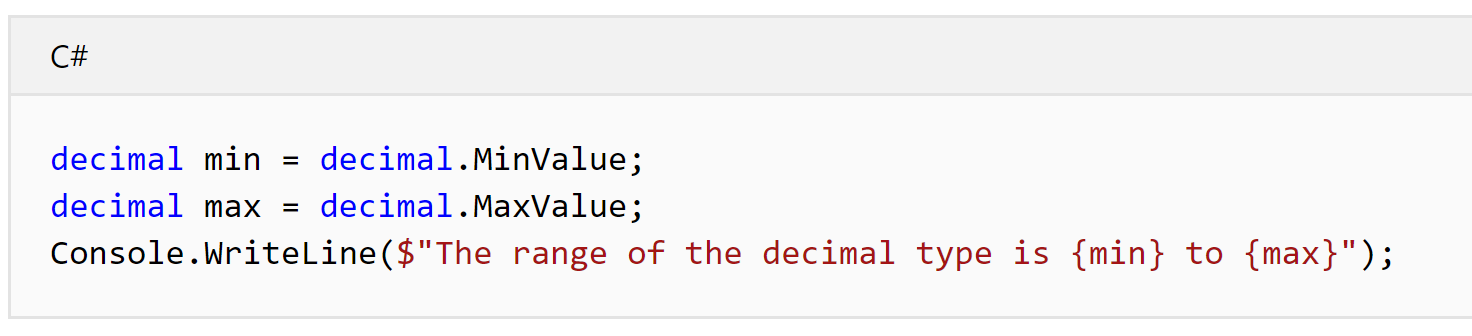 C#
decimal min = decimal.MinValue;
decimal max = decimal.MaxValue;
Console.WriteLine($"The range of the decimal type is {min} to {max}");